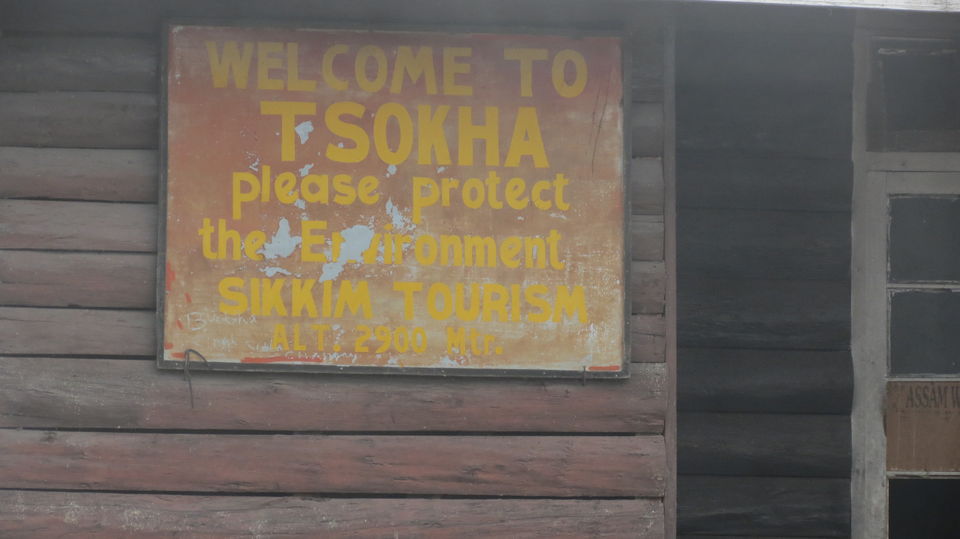 WELCOME TO
TSOKHA
please protect
the Environment
SIKKIM TOURISM
ALT. 2900 Mtr.
ASSAM